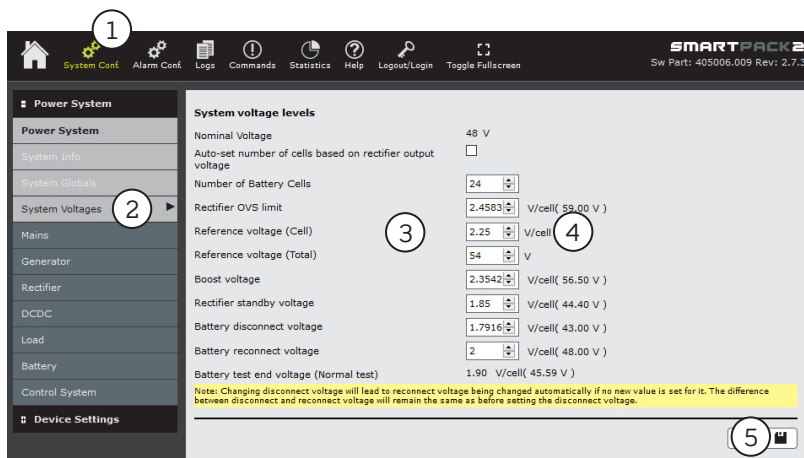 1
System Conf.
Alarm Conf.
Logs
Commands
Statistics
Help
Logout/Login
Toggle Fullscreen
SMARTPACK2
Sw Part: 405006.009 Rev: 2.7.3
Power System
Power System
System Info
System Globals
System Voltages
2
Mains
Generator
Rectifier
DCDC
Load
Battery
Control System
Device Settings
System voltage levels
Nominal Voltage 48 V
Auto-set number of cells based on rectifier output
voltage
Number of Battery Cells 24
Rectifier OVS limit 2.4583 V/cell( 59.00 V )
Reference voltage (Cell) 3 2.25 V/cell 4
Reference voltage (Total) 54 V
Boost voltage 2.3542 V/cell( 56.50 V )
Rectifier standby voltage 1.85 V/cell( 44.40 V )
Battery disconnect voltage 1.7916 V/cell( 43.00 V )
Battery reconnect voltage 2 V/cell( 48.00 V )
Battery test end voltage (Normal test) 1.90 V/cell( 45.59 V )
Note: Changing disconnect voltage will lead to reconnect voltage being changed automatically if no new value is set for it. The difference
between disconnect and reconnect voltage will remain the same as before setting the disconnect voltage.
5